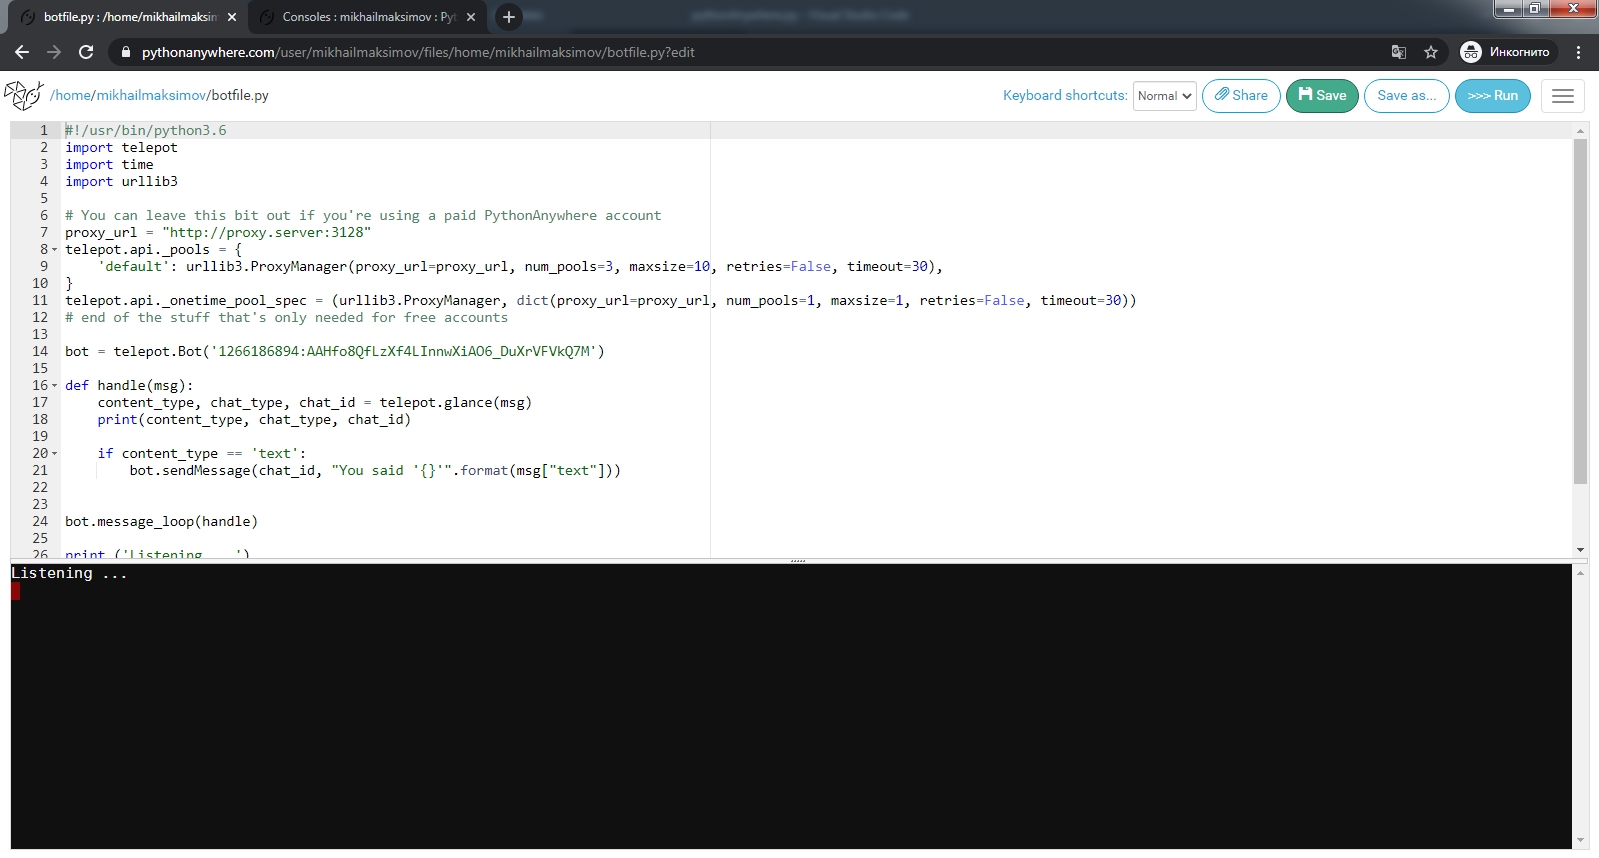 botfile.py : /home/mikhailmaksim
Consoles : mikhailmaksimov : Pyt
pythonanywhere.com/user/mikhailmaksimov/files/home/mikhailmaksimov/botfile.py?edit
Инкогнито
/home/mikhailmaksimov/botfile.py
Keyboard shortcuts: Normal Share Save Save as... >>> Run
1 #!/usr/bin/python3.6
2 import telepot
3 import time
4 import urllib3
5
6 # You can leave this bit out if you're using a paid PythonAnywhere account
7 proxy_url = "http://proxy.server:3128"
8 telepot.api._pools = {
9 'default': urllib3.ProxyManager(proxy_url=proxy_url, num_pools=3, maxsize=10, retries=False, timeout=30),
10 }
11 telepot.api._onetime_pool_spec = (urllib3.ProxyManager, dict(proxy_url=proxy_url, num_pools=1, maxsize=1, retries=False, timeout=30))
12 # end of the stuff that's only needed for free accounts
13
14 bot = telepot.Bot('1266186894:AAHfo8QfLzXf4LInnwXiAO6_DuXrVFVkQ7M')
15
16 def handle(msg):
17 content_type, chat_type, chat_id = telepot.glance(msg)
18 print(content_type, chat_type, chat_id)
19
20 if content_type == 'text':
21 bot.sendMessage(chat_id, "You said '{}'".format(msg["text"]))
22
23
24 bot.message_loop(handle)
25
26 print ('Listening ...')
Listening ...